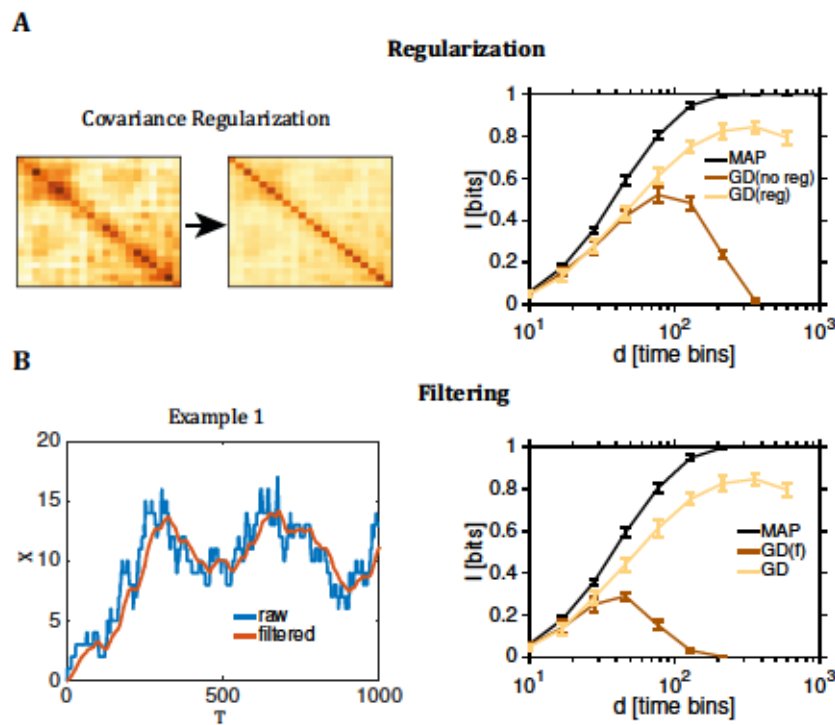 A
Regularization
Covariance Regularization
1
0.8
0.6
0.4
0.2
0
I [bits]
MAP
GD(no reg)
GD(reg)
10^1
10^2
10^3
d [time bins]
B
Filtering
Example 1
20
15
10
5
0
X
raw
filtered
0
500
1000
T
1
0.8
0.6
0.4
0.2
0
I [bits]
MAP
GD(f)
GD
10^1
10^2
10^3
d [time bins]